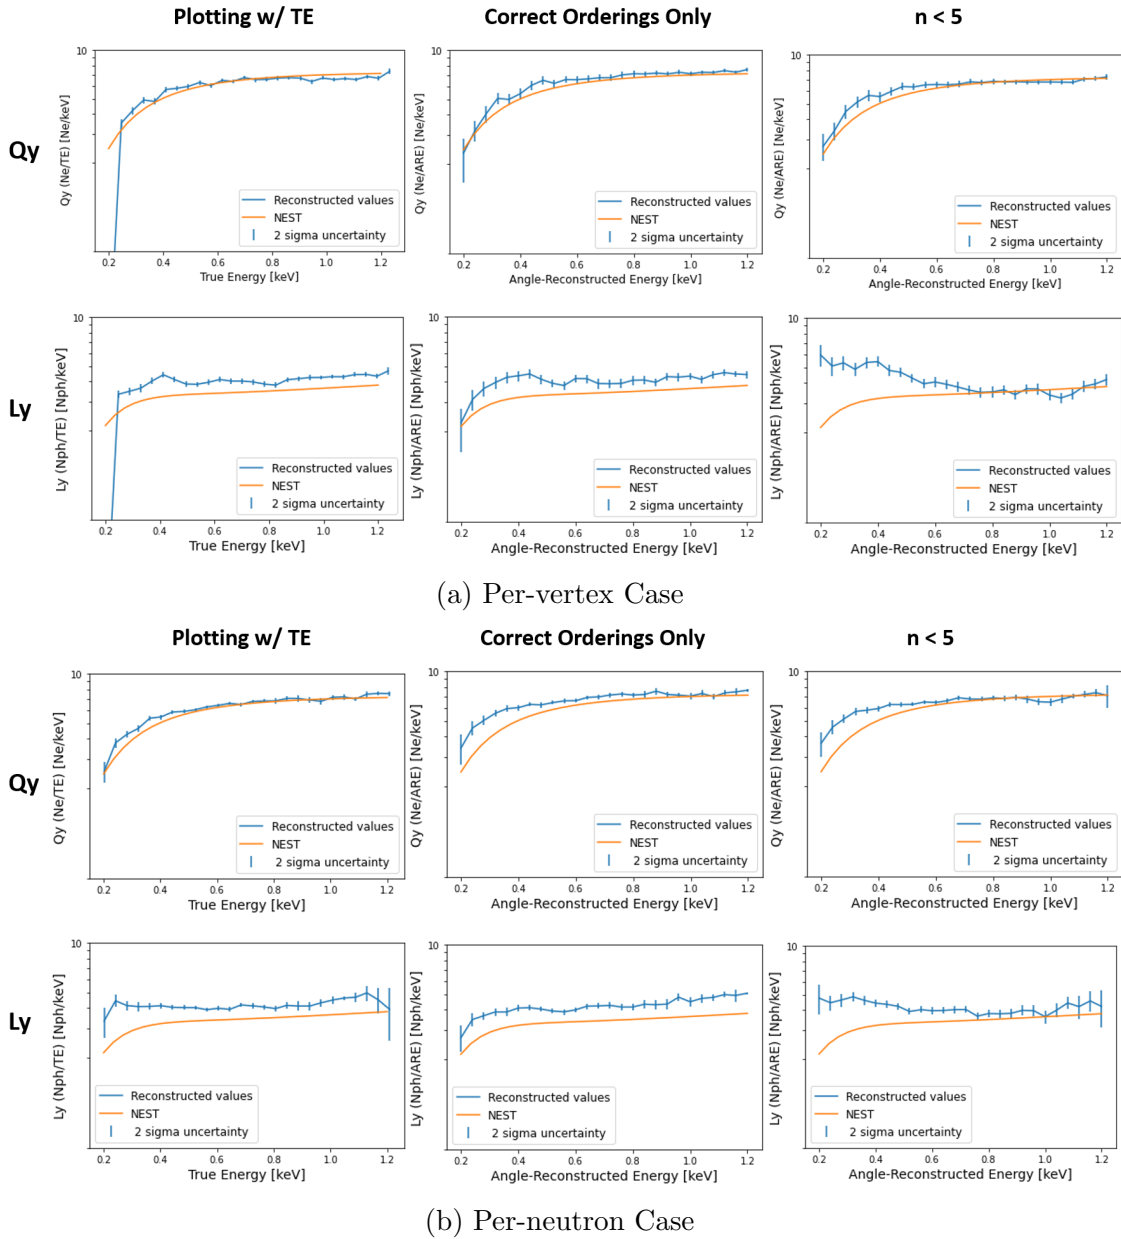 Plotting w/ TE
Correct Orderings Only
n < 5
Qy
10
Qy (Ne/TE) [Ne/keV]
Reconstructed values
NEST
2 sigma uncertainty
0.2 0.4 0.6 0.8 1.0 1.2
True Energy [keV]
10
Qy (Ne/ARE) [Ne/keV]
Reconstructed values
NEST
2 sigma uncertainty
0.2 0.4 0.6 0.8 1.0 1.2
Angle-Reconstructed Energy [keV]
10
Qy (Ne/ARE) [Ne/keV]
Reconstructed values
NEST
2 sigma uncertainty
0.2 0.4 0.6 0.8 1.0 1.2
Angle-Reconstructed Energy [keV]
Ly
10
Ly (Nph/TE) [Nph/keV]
Reconstructed values
NEST
2 sigma uncertainty
0.2 0.4 0.6 0.8 1.0 1.2
True Energy [keV]
10
Ly (Nph/ARE) [Nph/keV]
Reconstructed values
NEST
2 sigma uncertainty
0.2 0.4 0.6 0.8 1.0 1.2
Angle-Reconstructed Energy [keV]
10
Ly (Nph/ARE) [Nph/keV]
Reconstructed values
NEST
2 sigma uncertainty
0.2 0.4 0.6 0.8 1.0 1.2
Angle-Reconstructed Energy [keV]
(a) Per-vertex Case
Plotting w/ TE
Correct Orderings Only
n < 5
Qy
10
Qy (Ne/TE) [Ne/keV]
Reconstructed values
NEST
2 sigma uncertainty
0.2 0.4 0.6 0.8 1.0 1.2
True Energy [keV]
10
Qy (Ne/ARE) [Ne/keV]
Reconstructed values
NEST
2 sigma uncertainty
0.2 0.4 0.6 0.8 1.0 1.2
Angle-Reconstructed Energy [keV]
10
Qy (Ne/ARE) [Ne/keV]
Reconstructed values
NEST
2 sigma uncertainty
0.2 0.4 0.6 0.8 1.0 1.2
Angle-Reconstructed Energy [keV]
Ly
10
Ly (Nph/TE) [Nph/keV]
Reconstructed values
NEST
2 sigma uncertainty
0.2 0.4 0.6 0.8 1.0 1.2
True Energy [keV]
10
Ly (Nph/ARE) [Nph/keV]
Reconstructed values
NEST
2 sigma uncertainty
0.2 0.4 0.6 0.8 1.0 1.2
Angle-Reconstructed Energy [keV]
10
Ly (Nph/ARE) [Nph/keV]
Reconstructed values
NEST
2 sigma uncertainty
0.2 0.4 0.6 0.8 1.0 1.2
Angle-Reconstructed Energy [keV]
(b) Per-neutron Case